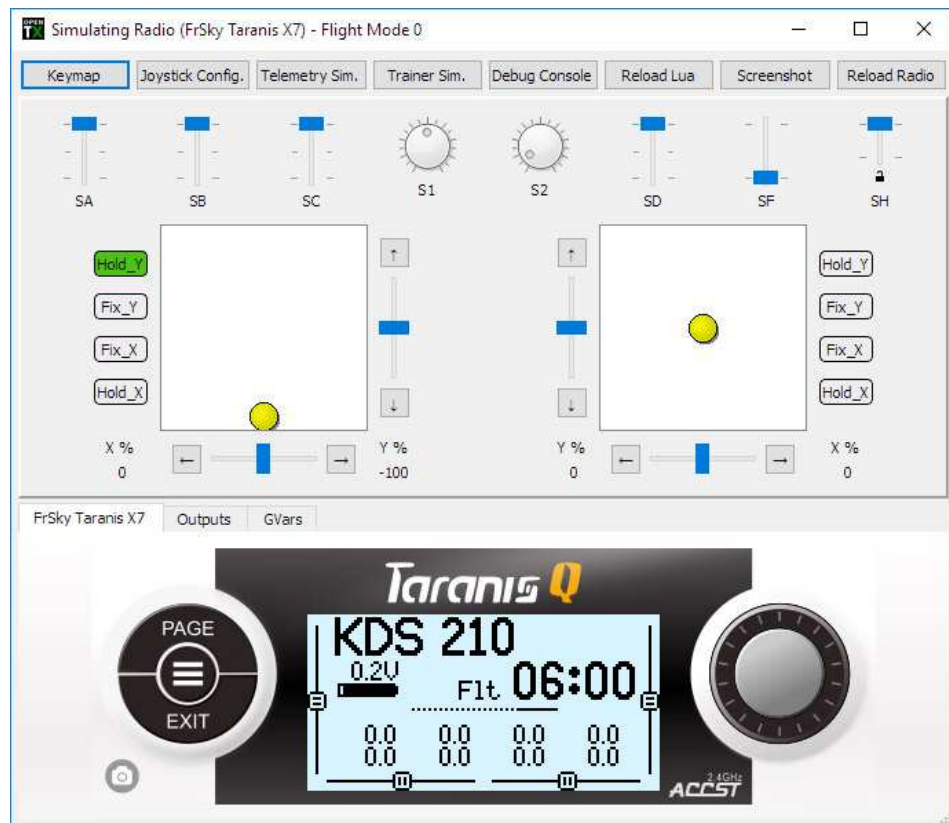 OPEN TX Simulating Radio (FrSky Taranis X7) - Flight Mode 0
Keymap Joystick Config. Telemetry Sim. Trainer Sim. Debug Console Reload Lua Screenshot Reload Radio
SA SB SC S1 S2 SD SF SH
Hold_Y Hold_Y
Fix_Y Fix_Y
Fix_X Fix_X
Hold_X Hold_X
X % Y % Y % X %
0 -100 0 0
FrSky Taranis X7 Outputs GVars
Taranis Q
PAGE
EXIT
KDS 210
0.2V
Flt 06:00
0.0 0.0 0.0 0.0
0.0 0.0 0.0 0.0
2.4GHz
ACCST